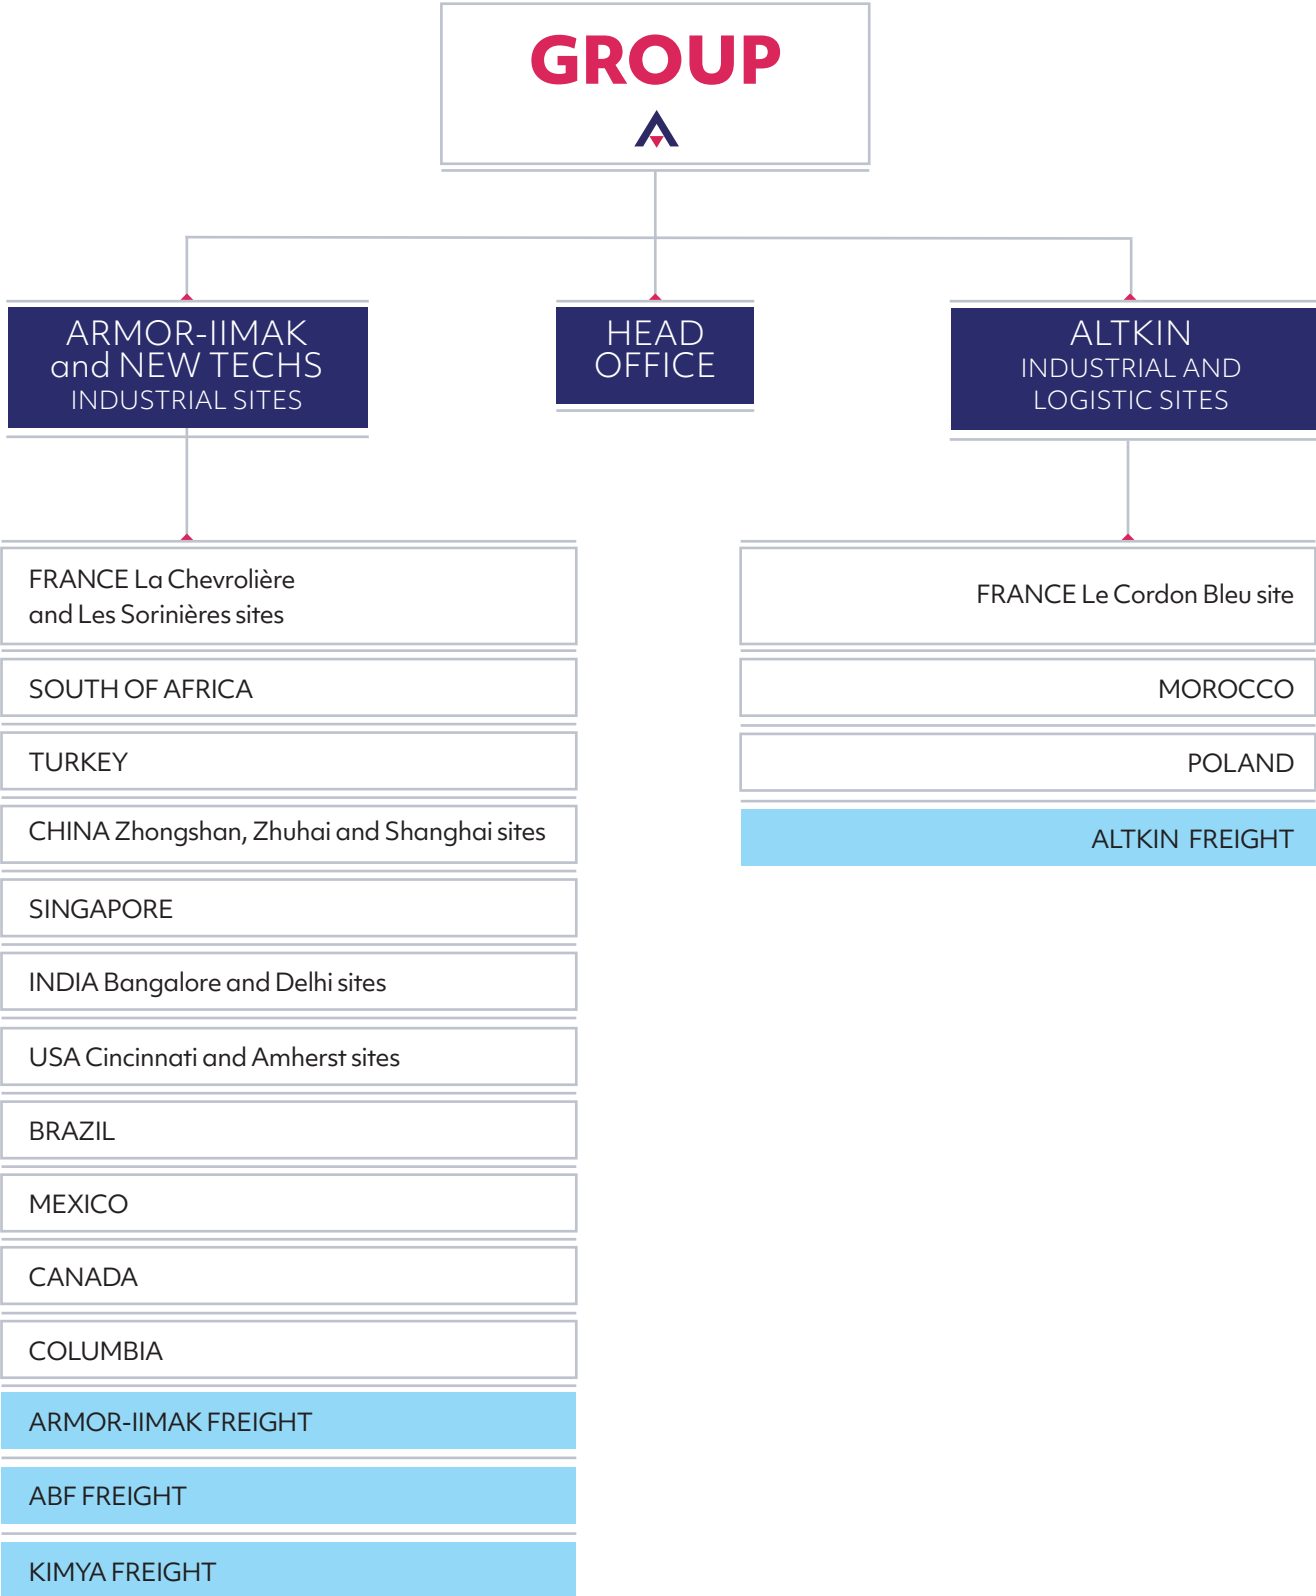 GROUP
ARMOR-IIMAK
and NEW TECHS
INDUSTRIAL SITES
HEAD
OFFICE
ALTKIN
INDUSTRIAL AND
LOGISTIC SITES
FRANCE La Chevrolière
and Les Sorinières sites
SOUTH OF AFRICA
TURKEY
CHINA Zhongshan, Zhuhai and Shanghai sites
SINGAPORE
INDIA Bangalore and Delhi sites
USA Cincinnati and Amherst sites
BRAZIL
MEXICO
CANADA
COLUMBIA
ARMOR-IIMAK FREIGHT
ABF FREIGHT
KIMYA FREIGHT
FRANCE Le Cordon Bleu site
MOROCCO
POLAND
ALTKIN FREIGHT